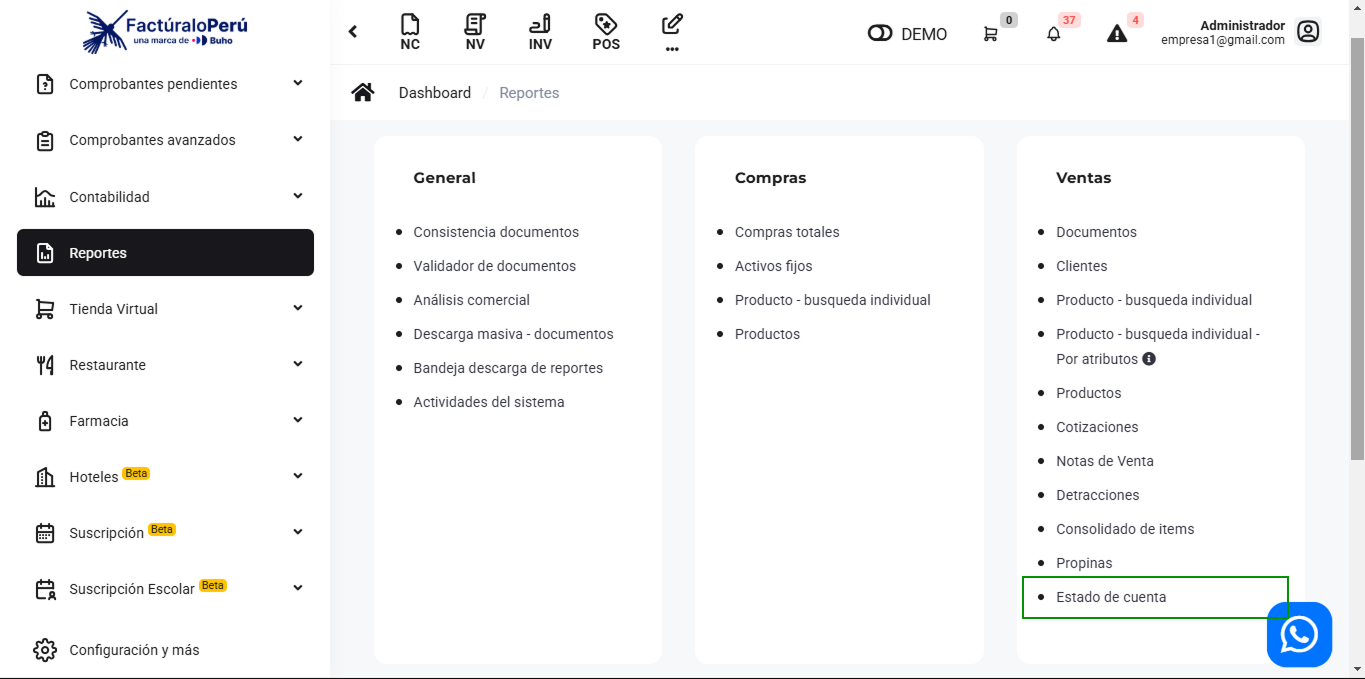 FactúraloPerú
una marca de Buho
Comprobantes pendientes
Comprobantes avanzados
Contabilidad
Reportes
Tienda Virtual
Restaurante
Farmacia
Hoteles Beta
Suscripción Beta
Suscripción Escolar Beta
Configuración y más
NC
NV
INV
POS
...
DEMO
0
37
4
Administrador
empresa1@gmail.com
Dashboard / Reportes
General
Consistencia documentos
Validador de documentos
Análisis comercial
Descarga masiva - documentos
Bandeja descarga de reportes
Actividades del sistema
Compras
Compras totales
Activos fijos
Producto - busqueda individual
Productos
Ventas
Documentos
Clientes
Producto - busqueda individual
Producto - busqueda individual -
Por atributos
Productos
Cotizaciones
Notas de Venta
Detracciones
Consolidado de items
Propinas
Estado de cuenta